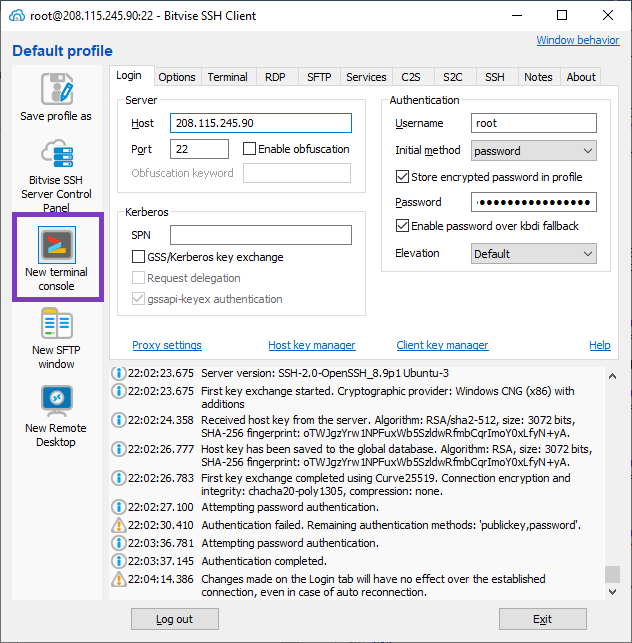 root@208.115.245.90:22 - Bitvise SSH Client
Window behavior
Default profile
Save profile as
Bitvise SSH
Server Control
Panel
New terminal
console
New SFTP
window
New Remote
Desktop
Login
Options
Terminal
RDP
SFTP
Services
C2S
S2C
SSH
Notes
About
Server
Host
208.115.245.90
Port
22
Enable obfuscation
Obfuscation keyword
Kerberos
SPN
GSS/Kerberos key exchange
Request delegation
gssapi-keyex authentication
Authentication
Username
root
Initial method
password
Store encrypted password in profile
Password
Enable password over kbdi fallback
Elevation
Default
Proxy settings
Host key manager
Client key manager
Help
22:02:23.675 Server version: SSH-2.0-OpenSSH_8.9p1 Ubuntu-3
22:02:23.675 First key exchange started. Cryptographic provider: Windows CNG (x86) with
additions
22:02:24.358 Received host key from the server. Algorithm: RSA/sha2-512, size: 3072 bits,
SHA-256 fingerprint: oTWJgzYrw1NPFuxWb5SzldwRfmbCqrImoY0xLfyN+yA.
22:02:26.777 Host key has been saved to the global database. Algorithm: RSA, size: 3072 bits,
SHA-256 fingerprint: oTWJgzYrw1NPFuxWb5SzldwRfmbCqrImoY0xLfyN+yA.
22:02:26.783 First key exchange completed using Curve25519. Connection encryption and
integrity: chacha20-poly1305, compression: none.
22:02:27.100 Attempting password authentication.
22:02:30.410 Authentication failed. Remaining authentication methods: 'publickey,password'.
22:03:36.781 Attempting password authentication.
22:03:37.145 Authentication completed.
22:04:14.386 Changes made on the Login tab will have no effect over the established
connection, even in case of auto reconnection.
Log out
Exit